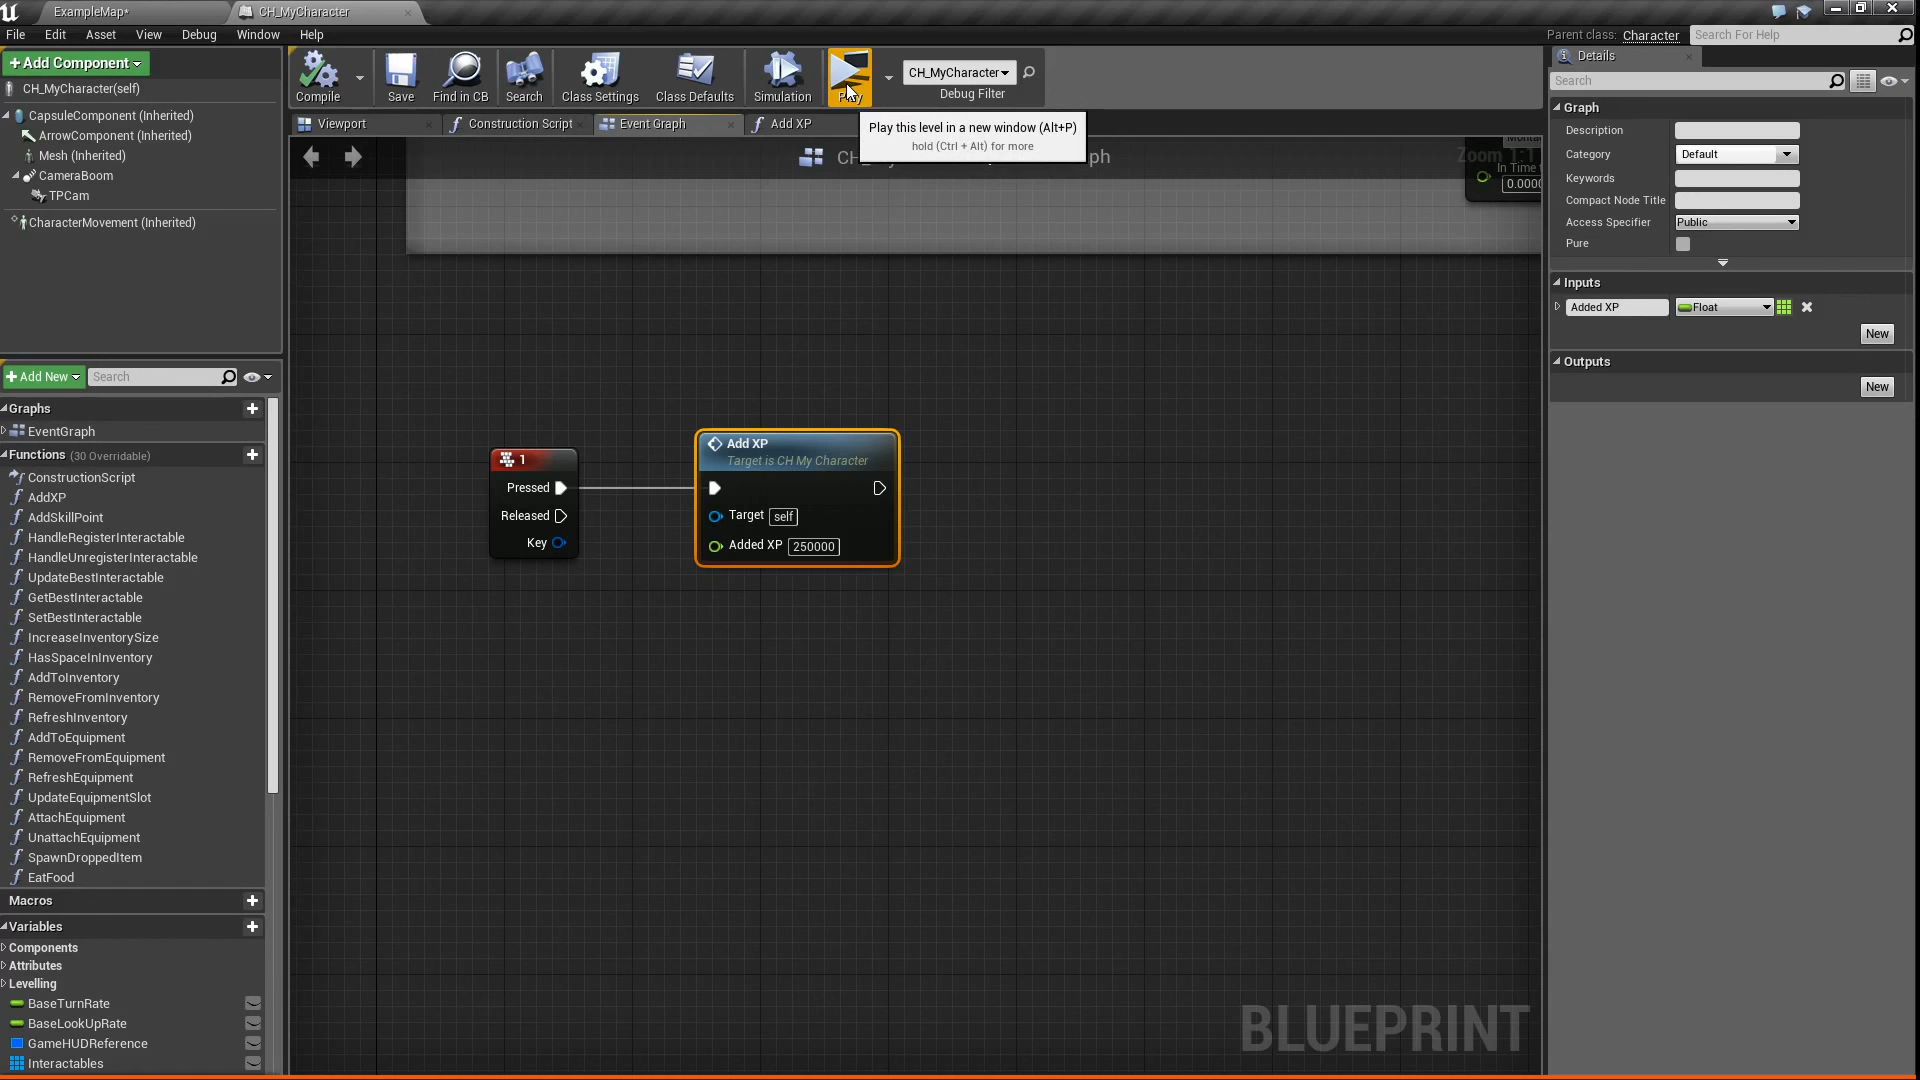 ExampleMap*
CH_MyCharacter
File Edit Asset View Debug Window Help
Parent class: Character
Search For Help
Add Component
CH_MyCharacter(self)
CapsuleComponent (Inherited)
ArrowComponent (Inherited)
Mesh (Inherited)
CameraBoom
TPCam
CharacterMovement (Inherited)
Compile
Save
Find in CB
Search
Class Settings
Class Defaults
Simulation
CH_MyCharacter
Debug Filter
Viewport
Construction Script
Event Graph
Add XP
Play this level in a new window (Alt+P)
hold (Ctrl + Alt) for more
In Time
0.0000
1
Pressed
Released
Key
Add XP
Target is CH My Character
Target self
Added XP 250000
BLUEPRINT
Add New
Search
Graphs
EventGraph
Functions (30 Overridable)
ConstructionScript
AddXP
AddSkillPoint
HandleRegisterInteractable
HandleUnregisterInteractable
UpdateBestInteractable
GetBestInteractable
SetBestInteractable
IncreaseInventorySize
HasSpaceInInventory
AddToInventory
RemoveFromInventory
RefreshInventory
AddToEquipment
RemoveFromEquipment
RefreshEquipment
UpdateEquipmentSlot
AttachEquipment
UnattachEquipment
SpawnDroppedItem
EatFood
Macros
Variables
Components
Attributes
Levelling
BaseTurnRate
BaseLookUpRate
GameHUDReference
Interactables
Details
Search
Graph
Description
Category Default
Keywords
Compact Node Title
Access Specifier Public
Pure
Inputs
Added XP Float
New
Outputs
New